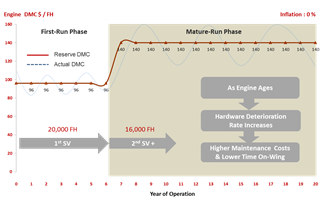 Engine DMC $ / FH
Inflation : 0 %
First-Run Phase
Mature-Run Phase
160
140
120
100
80
60
40
20
0
Reserve DMC
Actual DMC
96 96 96 96 96 96 96
140 140 140 140 140 140 140 140 140 140 140 140 140 140
As Engine Ages
Hardware Deterioration
Rate Increases
Higher Maintenance Costs
& Lower Time On-Wing
20,000 FH
1st SV
16,000 FH
2nd SV +
0 1 2 3 4 5 6 7 8 9 10 11 12 13 14 15 16 17 18 19 20
Year of Operation